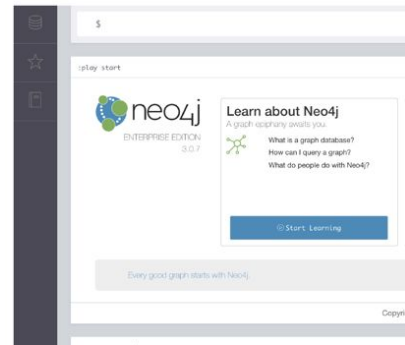 $
:play start
neo4j
ENTERPRISE EDITION
3.0.7
Learn about Neo4j
A graph epiphany awaits you.
What is a graph database?
How can I query a graph?
What do people do with Neo4j?
Start Learning
Every good graph starts with Neo4j.
Copyri